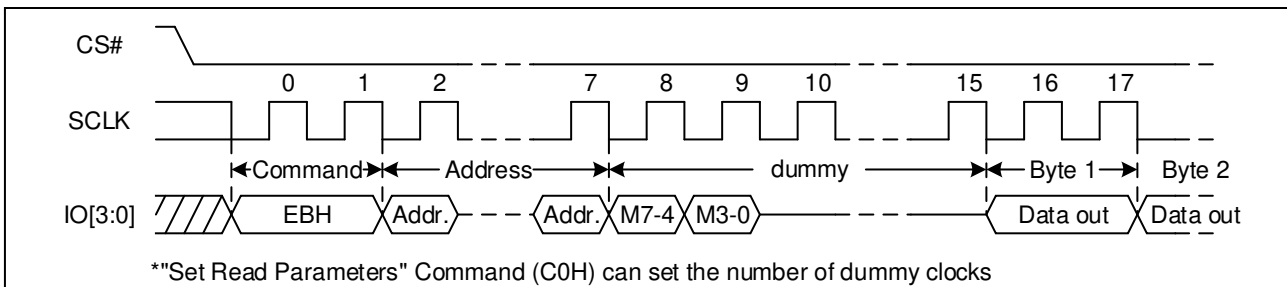 CS#
0 1 2 7 8 9 10 15 16 17
SCLK
Command Address dummy Byte 1 Byte 2
IO[3:0] EBH Addr. Addr. M7-4 M3-0 Data out Data out
*"Set Read Parameters" Command (C0H) can set the number of dummy clocks